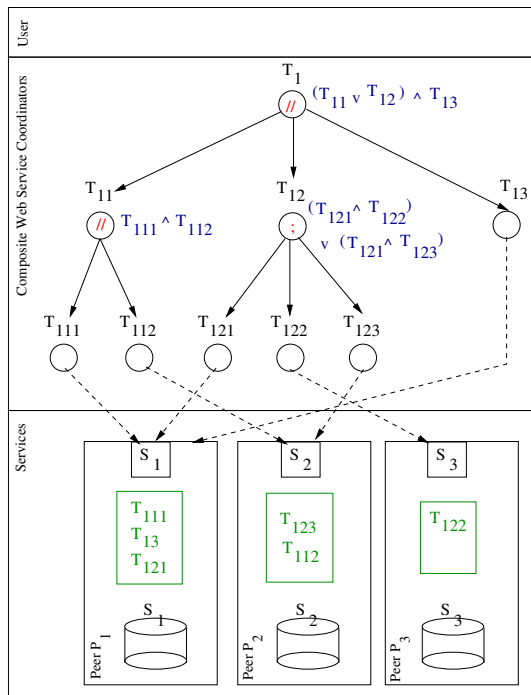 User
Composite Web Service Coordinators
T1
//
(T11 v T12) ^ T13
T11
T12
T13
//
T111 ^ T112
;
(T121 ^ T122)
v (T121 ^ T123)
T111
T112
T121
T122
T123
Services
S1
S2
S3
T111
T13
T121
T123
T112
T122
S1
S2
S3
Peer P1
Peer P2
Peer P3